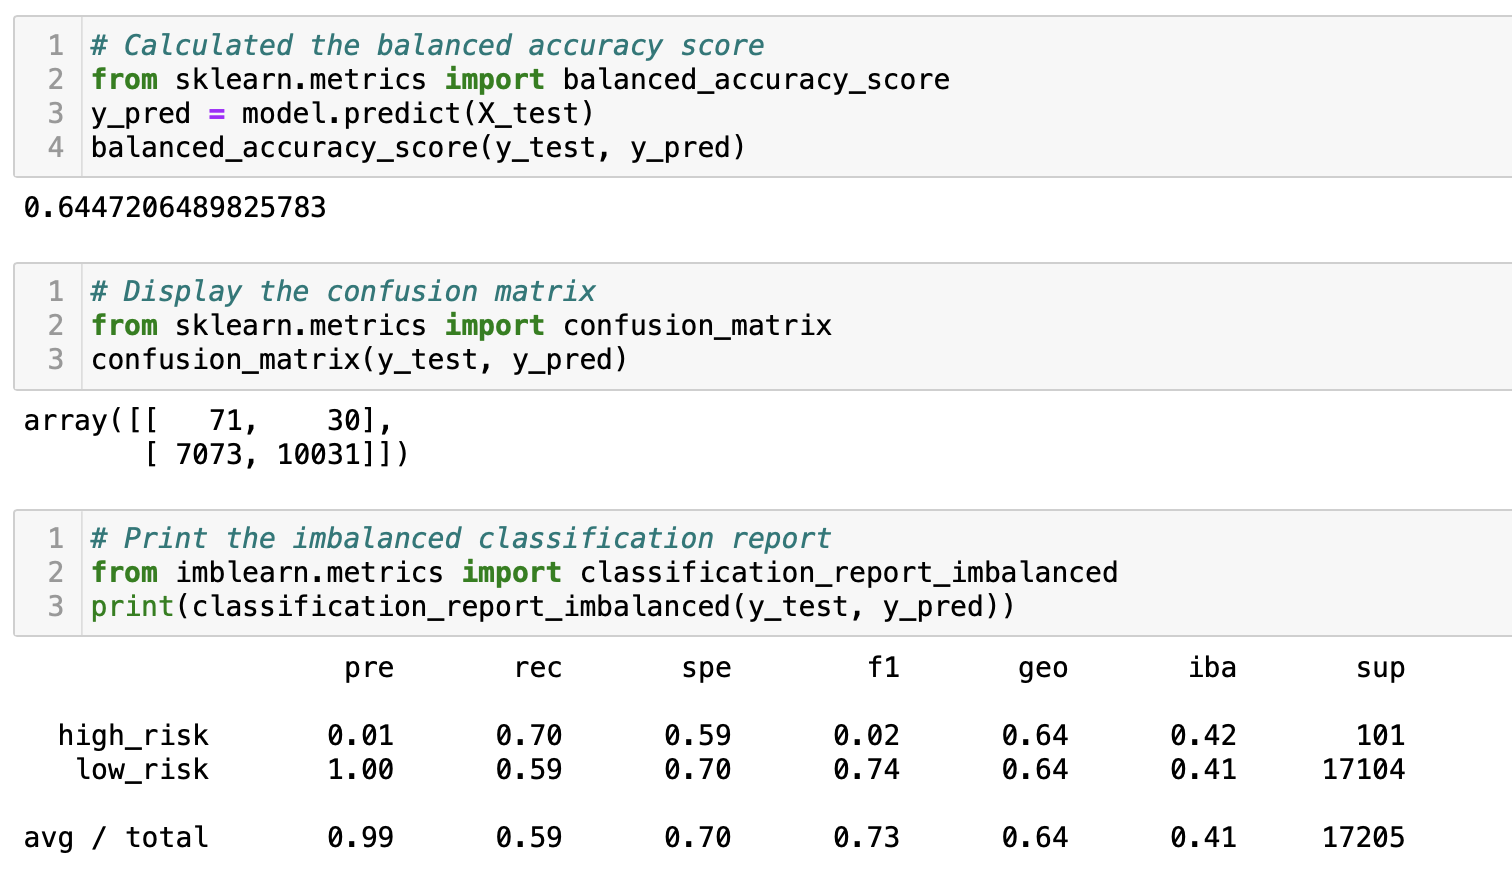 1 # Calculated the balanced accuracy score
2 from sklearn.metrics import balanced_accuracy_score
3 y_pred = model.predict(X_test)
4 balanced_accuracy_score(y_test, y_pred)
0.6447206489825783
1 # Display the confusion matrix
2 from sklearn.metrics import confusion_matrix
3 confusion_matrix(y_test, y_pred)
array([[   71,    30],
       [ 7073, 10031]])
1 # Print the imbalanced classification report
2 from imblearn.metrics import classification_report_imbalanced
3 print(classification_report_imbalanced(y_test, y_pred))
                   pre       rec       spe        f1       geo       iba       sup
  high_risk       0.01      0.70      0.59      0.02      0.64      0.42       101
   low_risk       1.00      0.59      0.70      0.74      0.64      0.41     17104
avg / total       0.99      0.59      0.70      0.73      0.64      0.41     17205